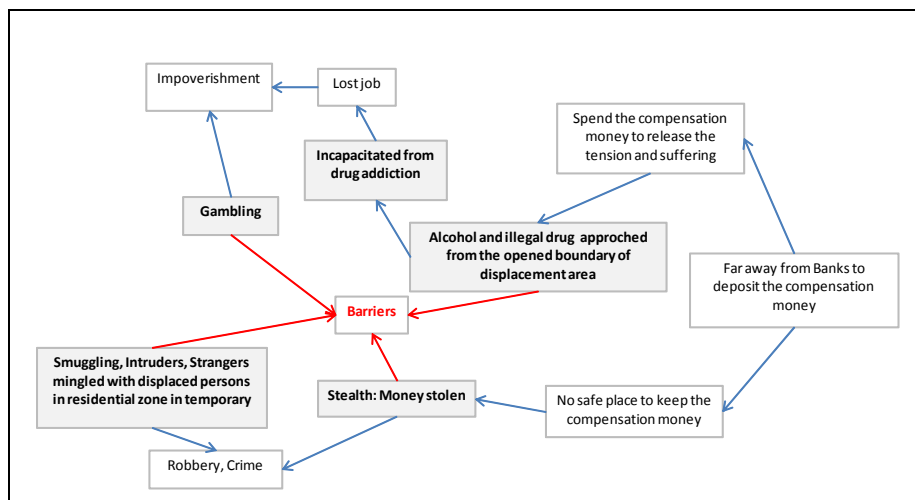 Impoverishment
Lost job
Spend the compensation
money to release the
tension and suffering
Incapacitated from
drug addiction
Gambling
Alcohol and illegal drug approched
from the opened boundary of
displacement area
Far away from Banks to
deposit the compensation
money
Barriers
Smuggling, Intruders, Strangers
mingled with displaced persons
in residential zone in temporary
Stealth: Money stolen
No safe place to keep the
compensation money
Robbery, Crime